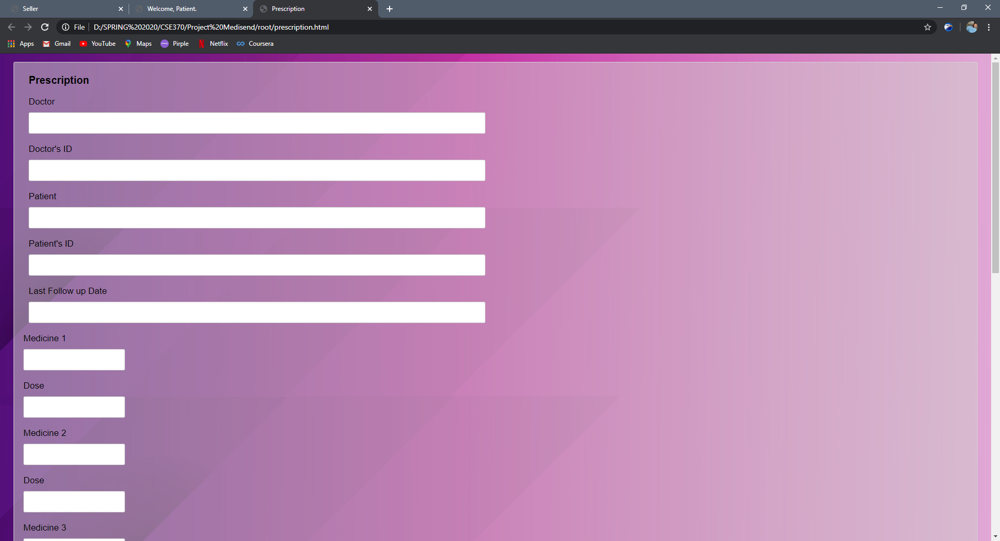 Seller
Welcome, Patient.
Prescription
File
D:/SPRING%202020/CSE370/Project%20Medisend/root/prescription.html
Apps
Gmail
YouTube
Maps
Pirple
Netflix
Coursera
Prescription
Doctor
Doctor's ID
Patient
Patient's ID
Last Follow up Date
Medicine 1
Dose
Medicine 2
Dose
Medicine 3